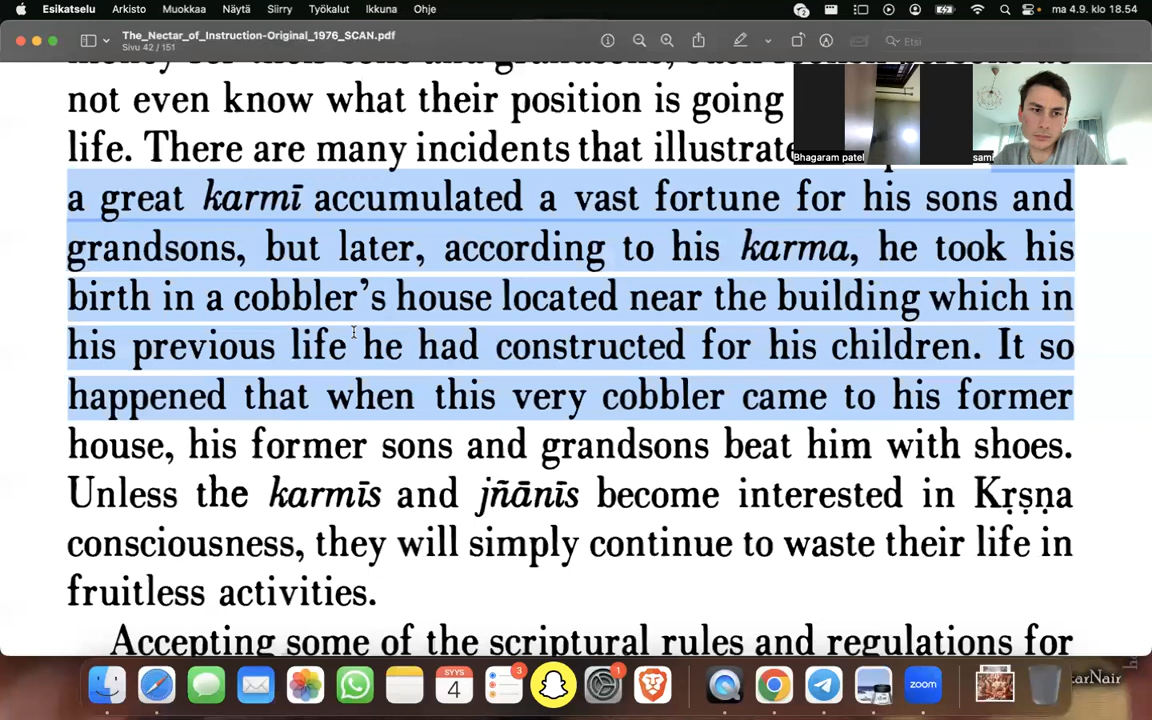 Esikatselu Arkisto Muokkaa Näytä Siirry Työkalut Ikkuna Ohje ma 4.9. klo 18.54
The_Nectar_of_Instruction-Original_1976_SCAN.pdf
Sivu 42 / 151
Etsi
not even know what their position is going
life. There are many incidents that illustrate
a great karmī accumulated a vast fortune for his sons and
grandsons, but later, according to his karma, he took his
birth in a cobbler’s house located near the building which in
his previous life he had constructed for his children. It so
happened that when this very cobbler came to his former
house, his former sons and grandsons beat him with shoes.
Unless the karmīs and jñānīs become interested in Kṛṣṇa
consciousness, they will simply continue to waste their life in
fruitless activities.
Accepting some of the scriptural rules and regulations for
Bhagaram patel
sami
SYYS
4
3
1
zoom
2